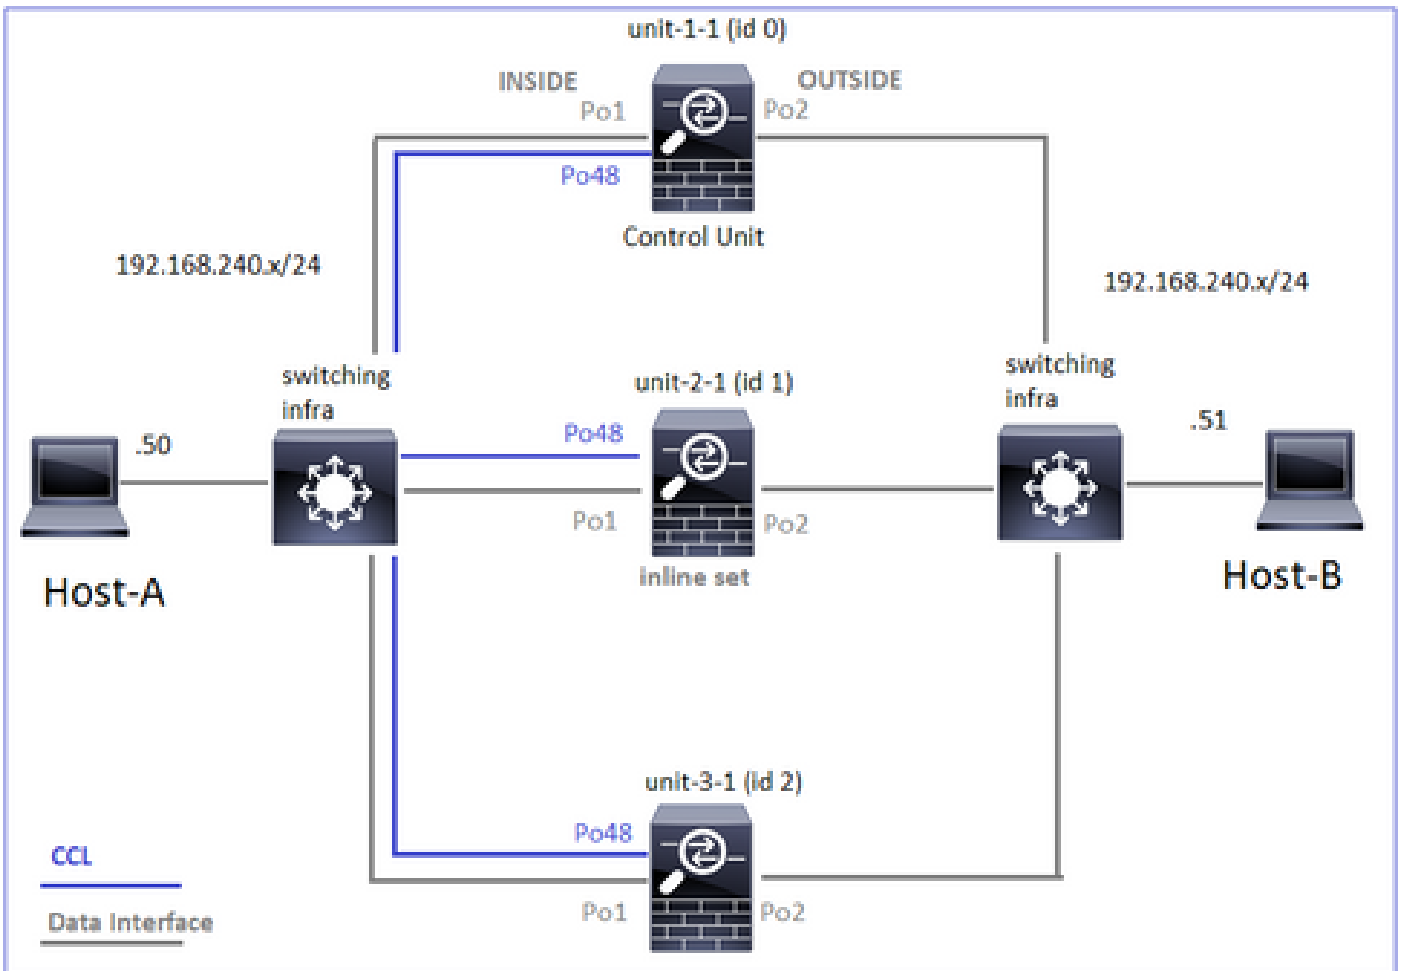 unit-1-1 (id 0)
INSIDE
OUTSIDE
Po1
Po2
Po48
Control Unit
192.168.240.x/24
192.168.240.x/24
switching
infra
unit-2-1 (id 1)
switching
infra
.50
Po48
.51
Po1
Po2
inline set
Host-A
Host-B
unit-3-1 (id 2)
Po48
CCL
Po1
Po2
Data Interface